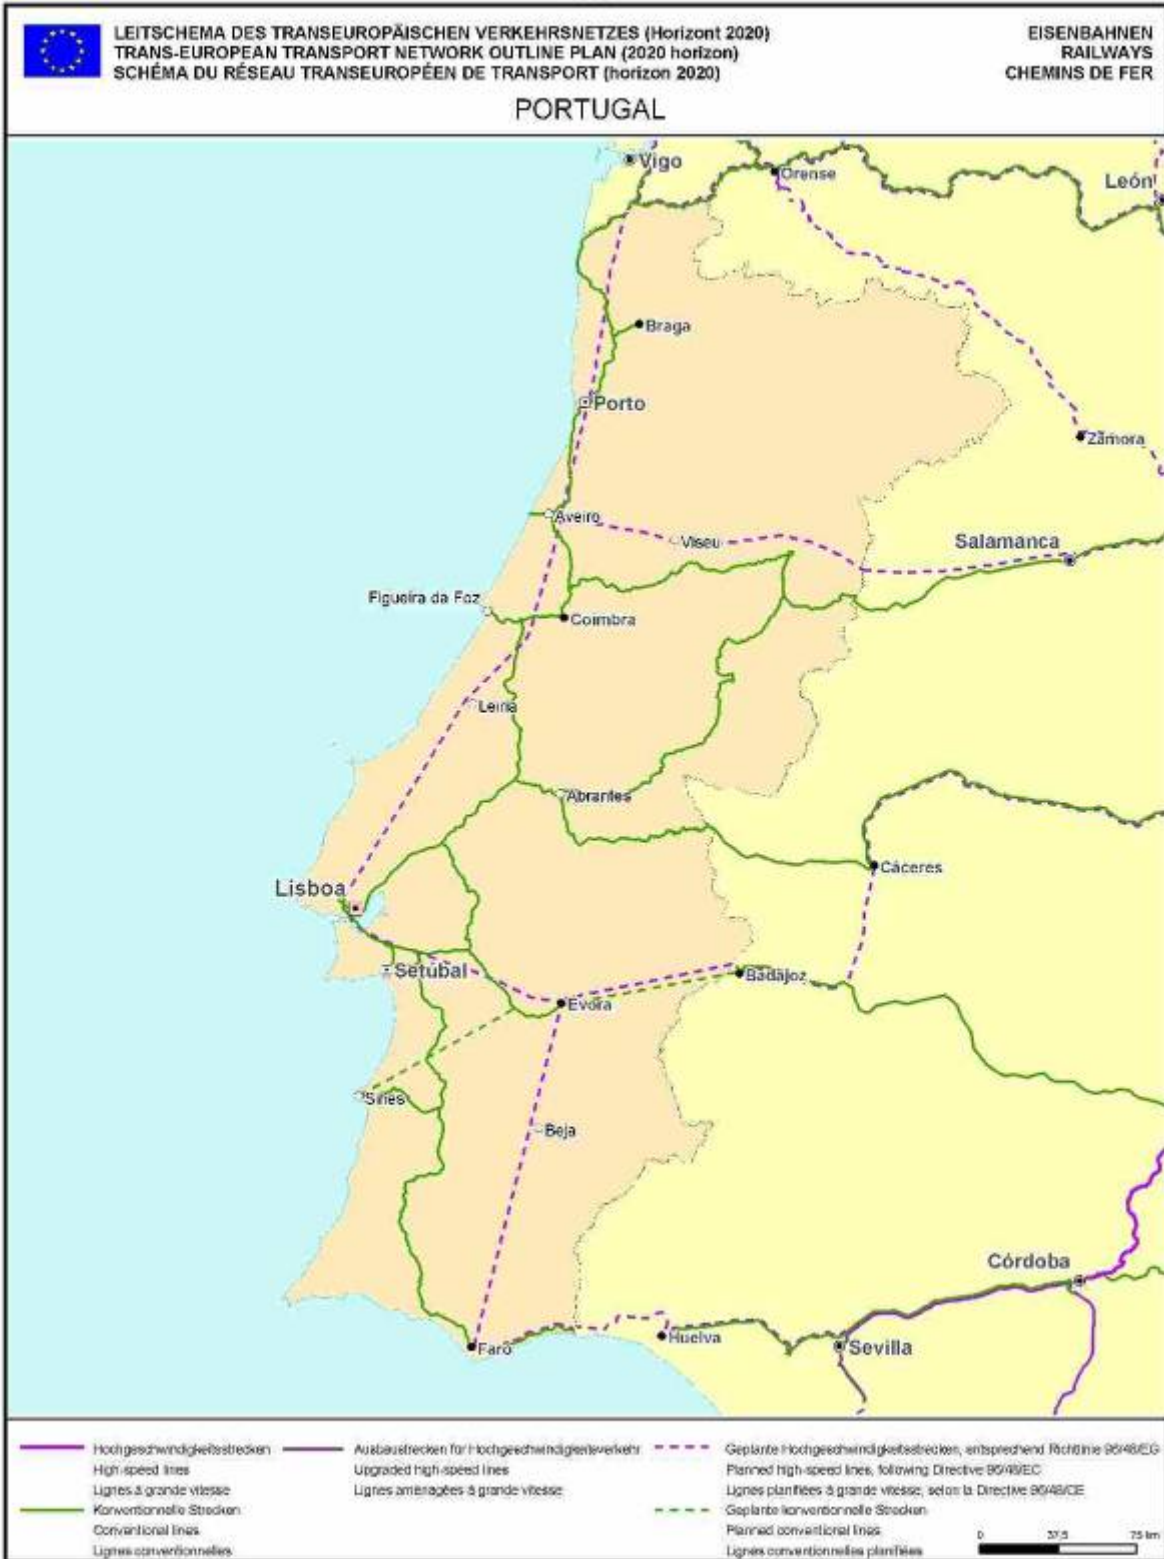 LEITSCHEMA DES TRANSEUROPÄISCHEN VERKEHRSNETZES (Horizont 2020)
TRANS-EUROPEAN TRANSPORT NETWORK OUTLINE PLAN (2020 horizon)
SCHÉMA DU RÉSEAU TRANSEUROPÉEN DE TRANSPORT (horizon 2020)
EISENBAHNEN
RAILWAYS
CHEMINS DE FER
PORTUGAL
Vigo
Orense
León
Braga
Porto
Zamora
Aveiro
Viseu
Salamanca
Figueira da Foz
Coimbra
Leiria
Abrantes
Cáceres
Lisboa
Setúbal
Badajoz
Evora
Sines
Beja
Córdoba
Faro
Huelva
Sevilla
Hochgeschwindigkeitsstrecken
High-speed lines
Lignes à grande vitesse
Konventionnelle Strecken
Conventional lines
Lignes conventionnelles
Ausbaustrecken für Hochgeschwindigkeitsverkehr
Upgraded high-speed lines
Lignes aménagées à grande vitesse
Geplante Hochgeschwindigkeitsstrecken, entsprechend Richtlinie 96/48/EG
Planned high-speed lines, following Directive 96/48/EC
Lignes planifiées à grande vitesse, selon la Directive 96/48/CE
Geplante konventionelle Strecken
Planned conventional lines
Lignes conventionnelles planifiées
0 37,5 75 km